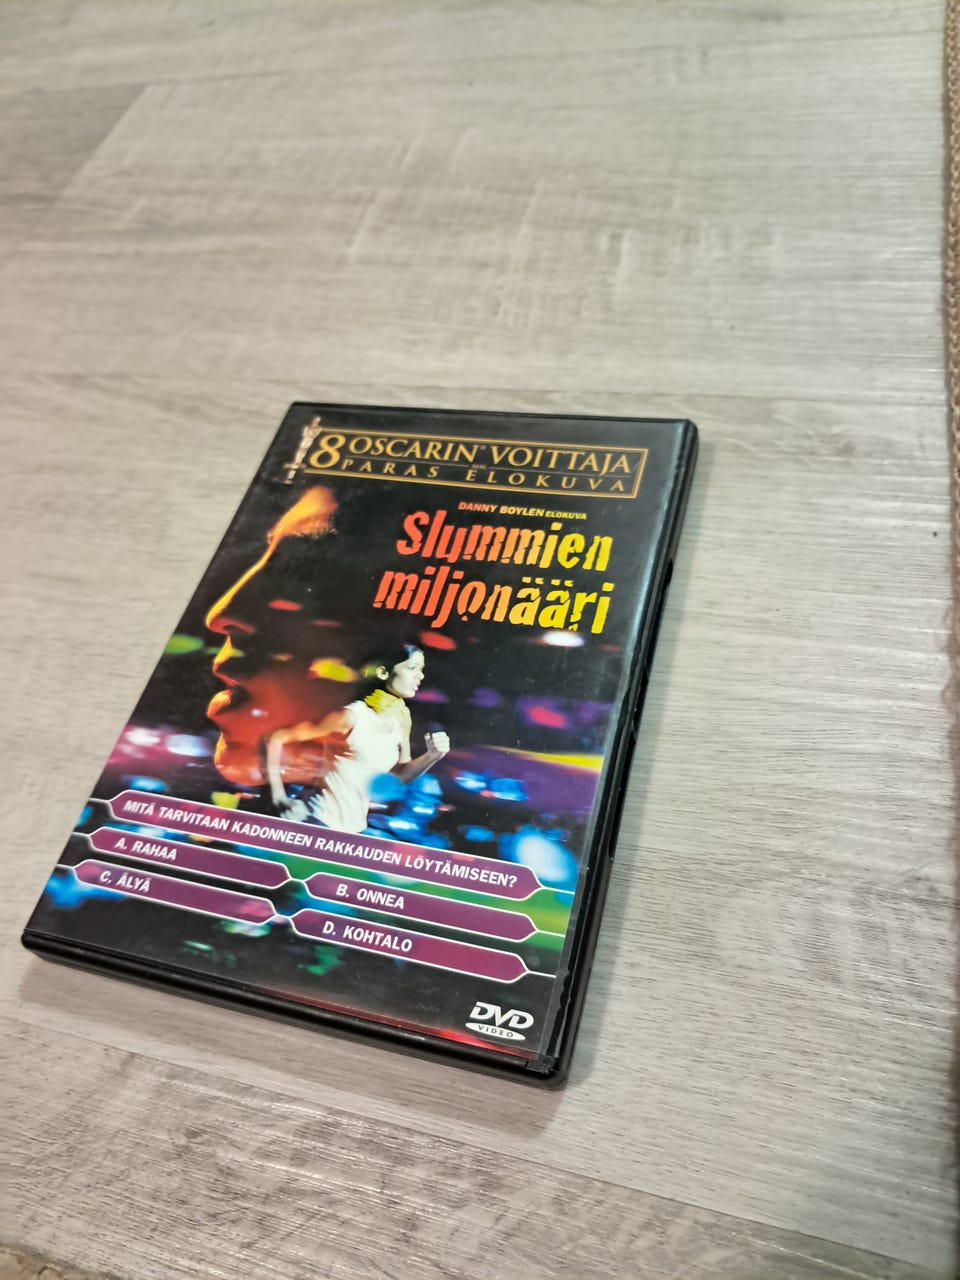 8 OSCARIN® VOITTAJA
PARAS ELOKUVA
DANNY BOYLEN ELOKUVA
Slummien
miljonääri
MITÄ TARVITAAN KADONNEEN RAKKAUDEN LÖYTÄMISEEN?
A. RAHAA
B. ONNEA
C. ÄLYÄ
D. KOHTALO
DVD
VIDEO